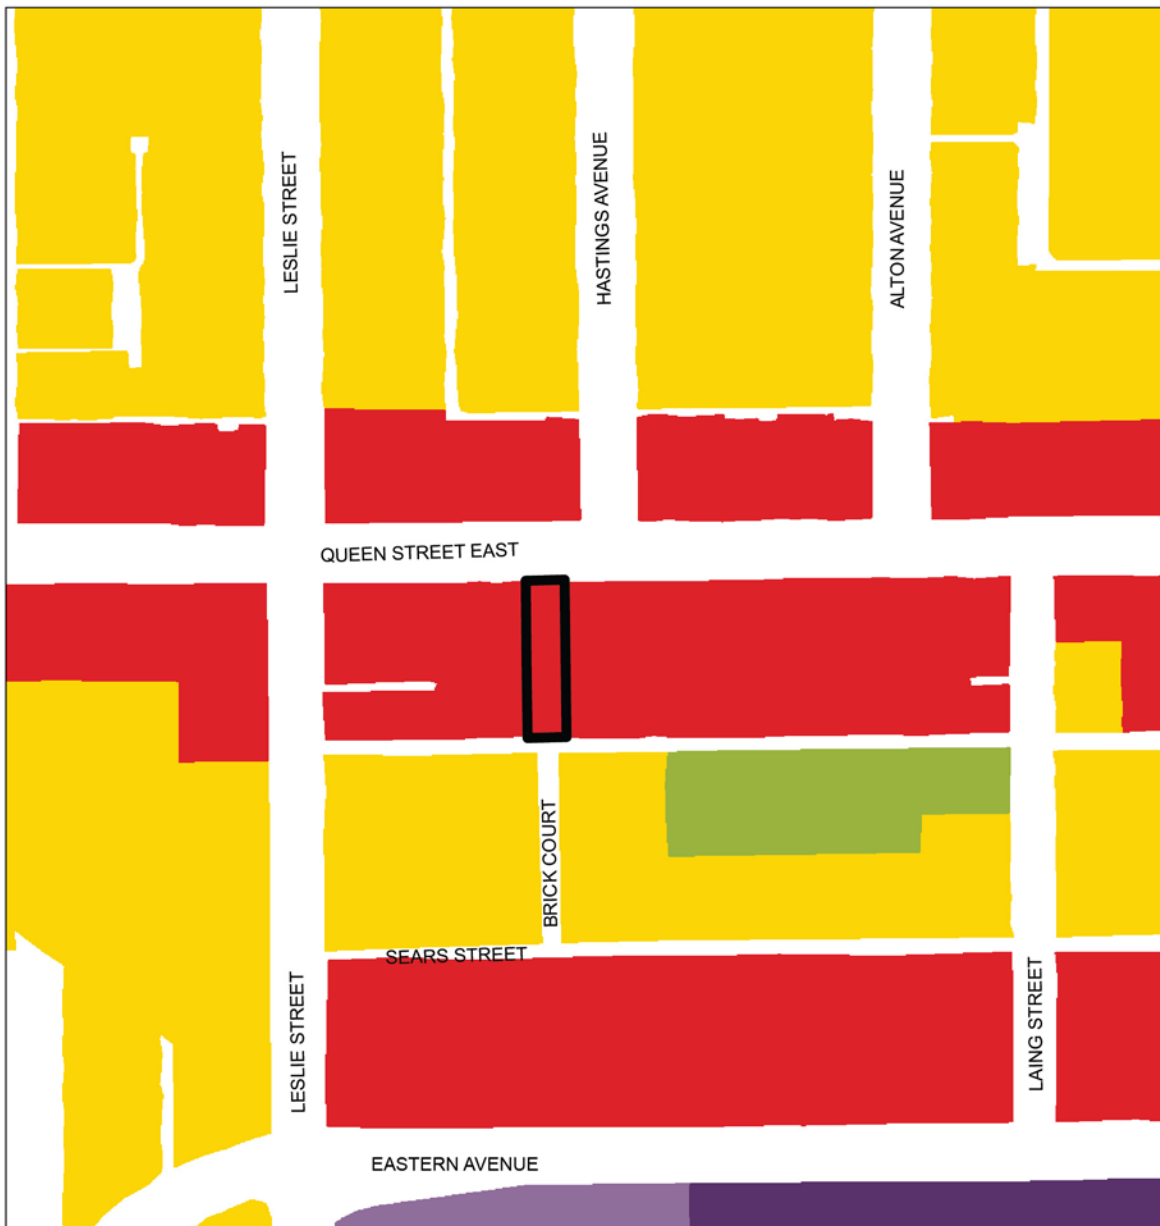 LESLIE STREET
HASTINGS AVENUE
ALTON AVENUE
QUEEN STREET EAST
BRICK COURT
SEARS STREET
LESLIE STREET
LAING STREET
EASTERN AVENUE